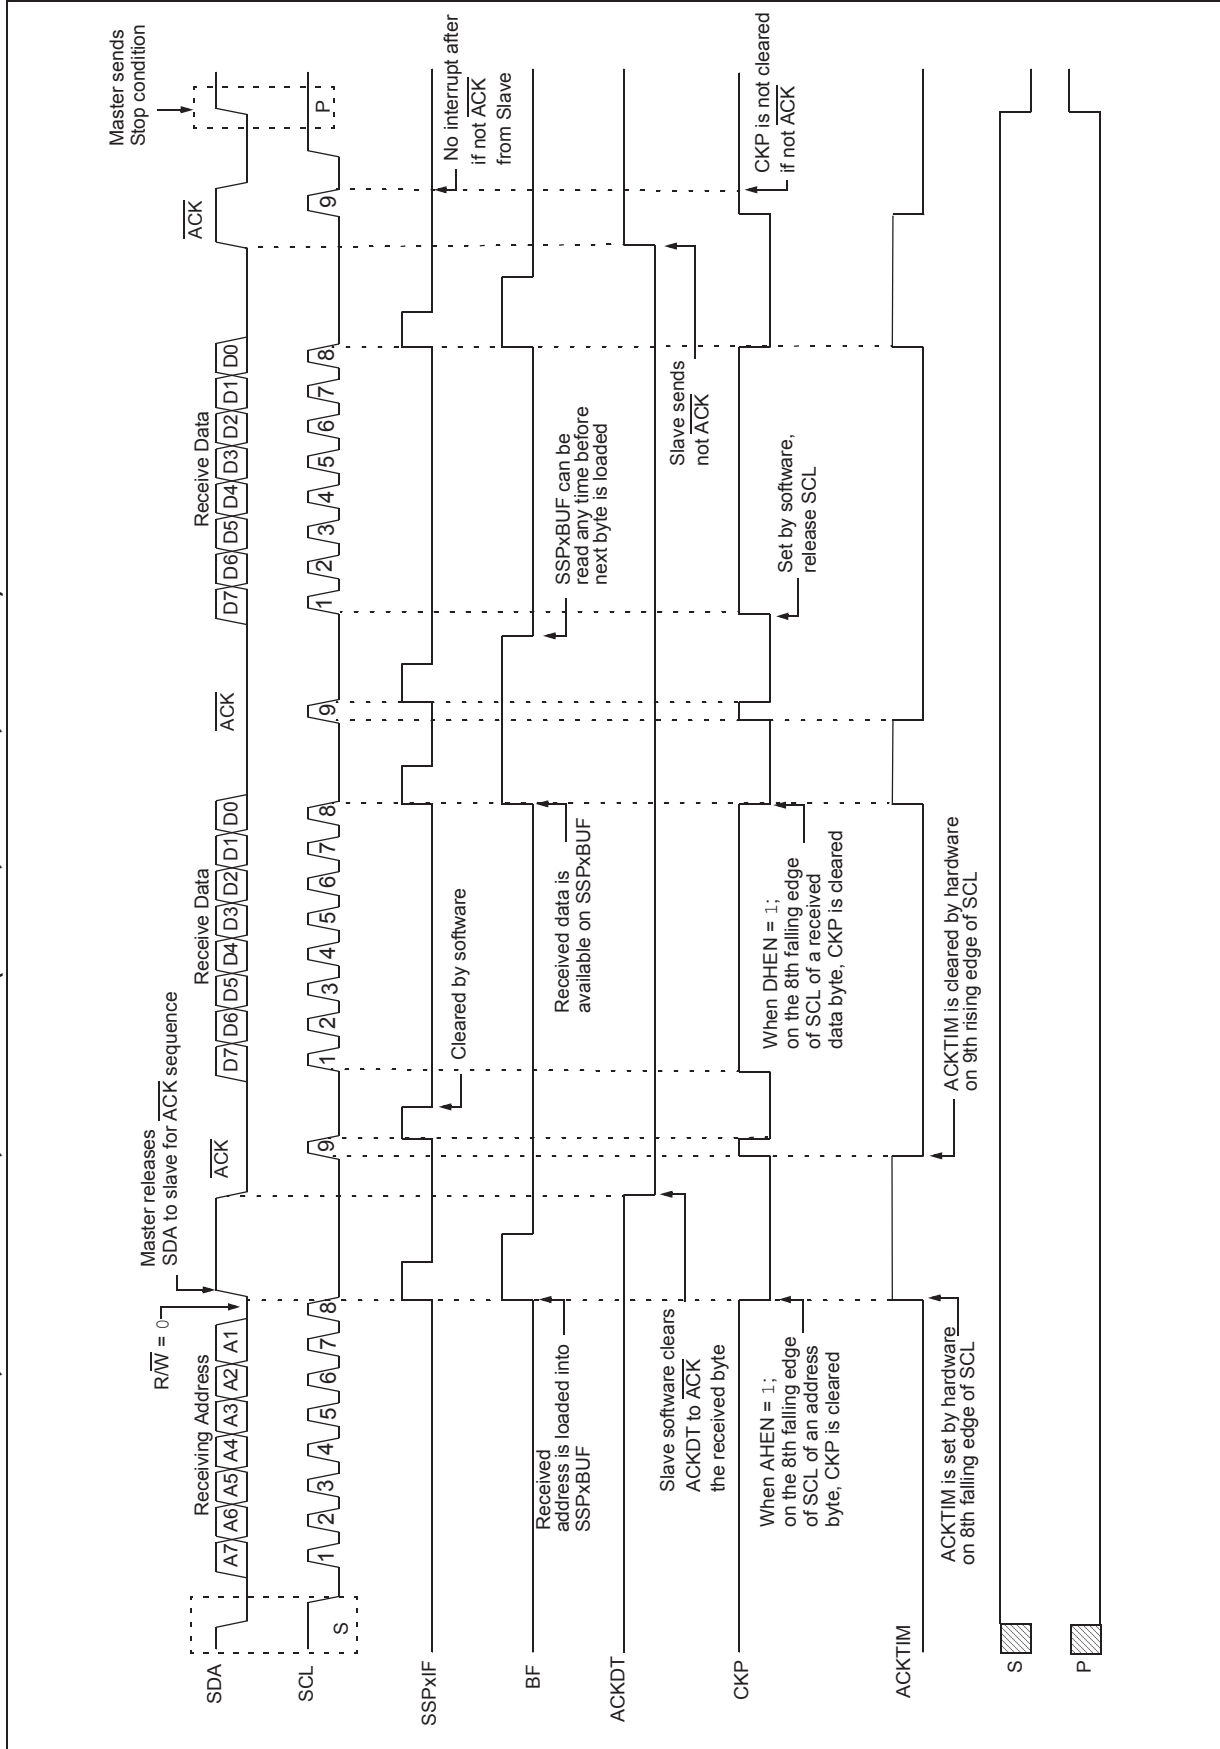 Master sends
Stop condition
Master releases
SDA to slave for ACK sequence
R/W = 0
Receiving Address
ACK
Receive Data
ACK
Receive Data
ACK
SDA
A7 A6 A5 A4 A3 A2 A1
D7 D6 D5 D4 D3 D2 D1 D0
D7 D6 D5 D4 D3 D2 D1 D0
SCL
S
1 2 3 4 5 6 7 8 9
1 2 3 4 5 6 7 8 9
1 2 3 4 5 6 7 8 9
P
SSPxIF
Cleared by software
No interrupt after
if not ACK
from Slave
BF
Received
address is loaded into
SSPxBUF
Received data is
available on SSPxBUF
SSPxBUF can be
read any time before
next byte is loaded
ACKDT
Slave software clears
ACKDT to ACK
the received byte
Slave sends
not ACK
CKP
When AHEN = 1;
on the 8th falling edge
of SCL of an address
byte, CKP is cleared
When DHEN = 1;
on the 8th falling edge
of SCL of a received
data byte, CKP is cleared
Set by software,
release SCL
CKP is not cleared
if not ACK
ACKTIM
ACKTIM is set by hardware
on 8th falling edge of SCL
ACKTIM is cleared by hardware
on 9th rising edge of SCL
S
P